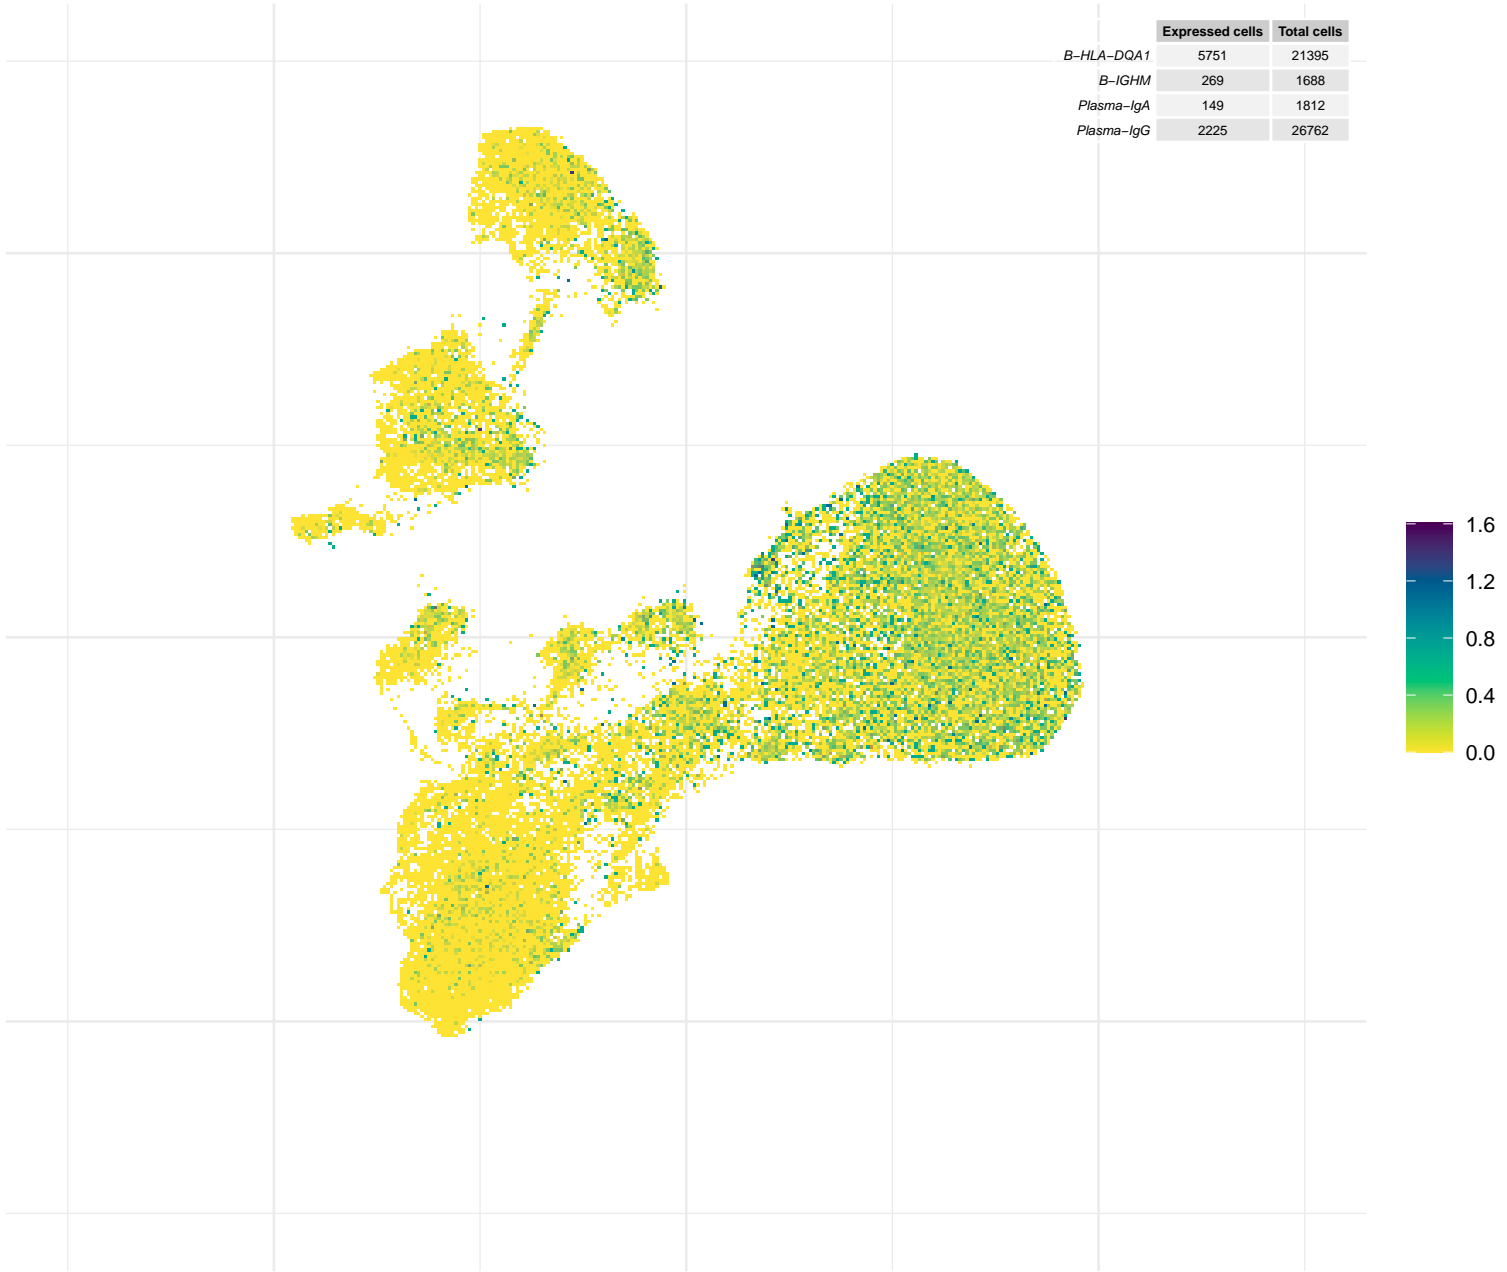 Expressed cells Total cells
B−HLA−DQA1 5751 21395
B−IGHM 269 1688
Plasma−IgA 149 1812
Plasma−IgG 2225 26762
1.6
1.2
0.8
0.4
0.0